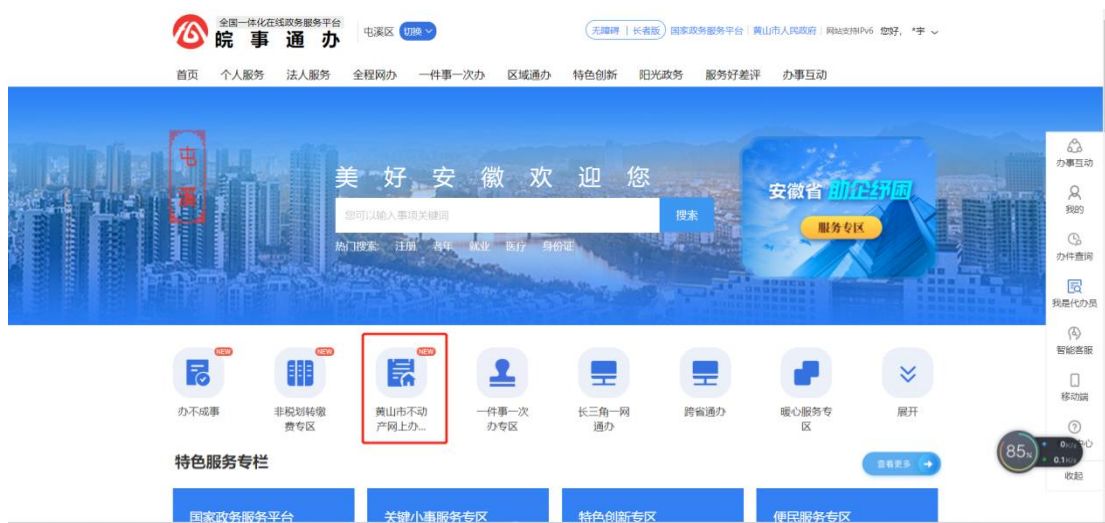 全国一体化在线政务服务平台
皖事通办
屯溪区 切换
无障碍 | 长者版 国家政务服务平台 | 黄山市人民政府 | 网站支持IPv6 您好，*宇
首页 个人服务 法人服务 全程网办 一件事一次办 区域通办 特色创新 阳光政务 服务好差评 办事互动
屯溪
美好安徽欢迎您
您可以输入事项关键词 搜索
热门搜索: 注册 老年 就业 医疗 身份证
安徽省 助企纾困
服务专区
办事互动
我的
办件查询
我是代办员
智能客服
移动端
收起
85%
0K/s
0.1K/s
NEW
NEW
NEW
办不成事
非税划转缴
费专区
黄山市不动
产网上办...
一件事一次
办专区
长三角一网
通办
跨省通办
暖心服务专
区
展开
特色服务专栏
查看更多
国家政务服务平台
关键小事服务专区
特色创新专区
便民服务专区